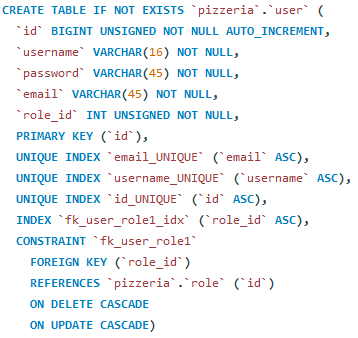 CREATE TABLE IF NOT EXISTS `pizzeria`.`user` (
`id` BIGINT UNSIGNED NOT NULL AUTO_INCREMENT,
`username` VARCHAR(16) NOT NULL,
`password` VARCHAR(45) NOT NULL,
`email` VARCHAR(45) NOT NULL,
`role_id` INT UNSIGNED NOT NULL,
PRIMARY KEY (`id`),
UNIQUE INDEX `email_UNIQUE` (`email` ASC),
UNIQUE INDEX `username_UNIQUE` (`username` ASC),
UNIQUE INDEX `id_UNIQUE` (`id` ASC),
INDEX `fk_user_role1_idx` (`role_id` ASC),
CONSTRAINT `fk_user_role1`
FOREIGN KEY (`role_id`)
REFERENCES `pizzeria`.`role` (`id`)
ON DELETE CASCADE
ON UPDATE CASCADE)